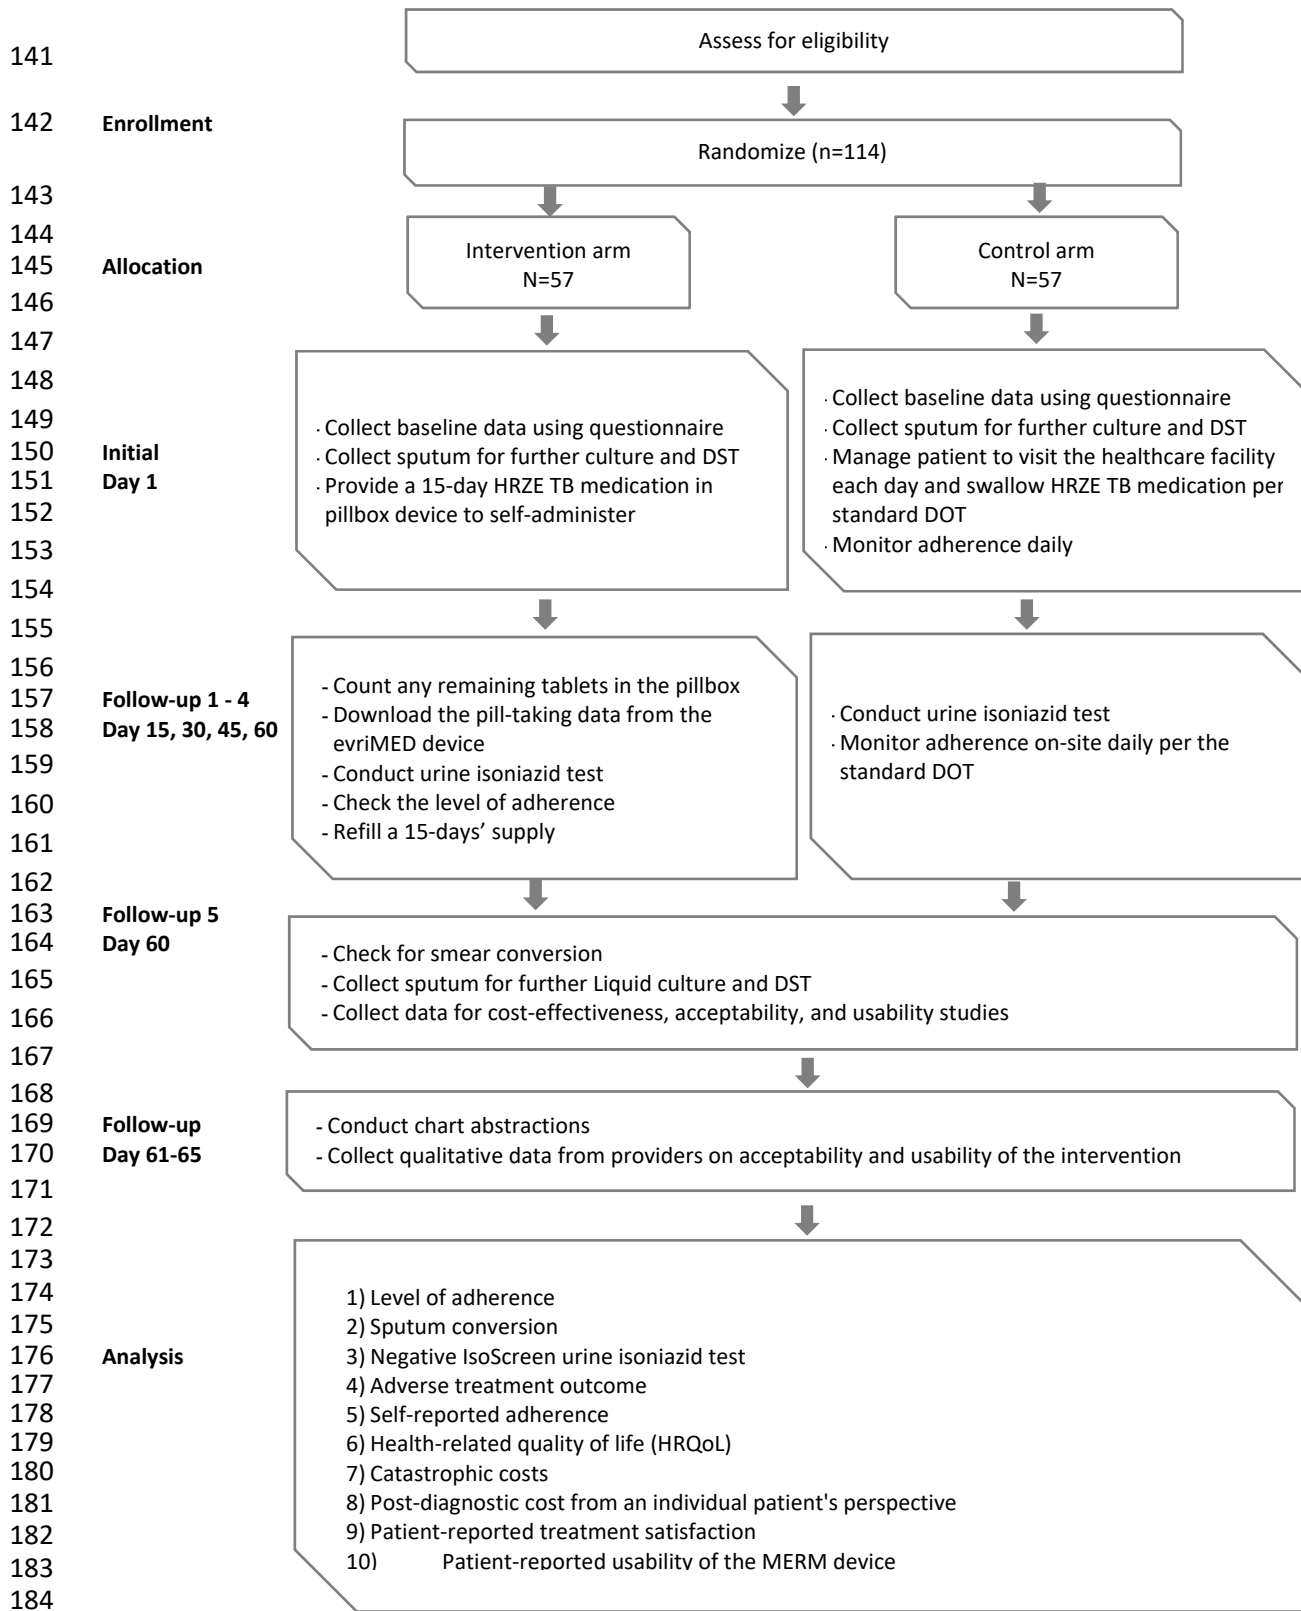 Assess for eligibility
141
142 Enrollment
Randomize (n=114)
143
144
Intervention arm
N=57
Control arm
N=57
145 Allocation
146
147
148
149
150 Initial
151 Day 1
152
153
154
· Collect baseline data using questionnaire
· Collect sputum for further culture and DST
· Provide a 15-day HRZE TB medication in
pillbox device to self-administer
· Collect baseline data using questionnaire
· Collect sputum for further culture and DST
· Manage patient to visit the healthcare facility
each day and swallow HRZE TB medication per
standard DOT
· Monitor adherence daily
155
156
157 Follow-up 1 - 4
158 Day 15, 30, 45, 60
159
160
161
- Count any remaining tablets in the pillbox
- Download the pill-taking data from the
evriMED device
- Conduct urine isoniazid test
- Check the level of adherence
- Refill a 15-days’ supply
· Conduct urine isoniazid test
· Monitor adherence on-site daily per the
standard DOT
162
163 Follow-up 5
164 Day 60
165
166
167
- Check for smear conversion
- Collect sputum for further Liquid culture and DST
- Collect data for cost-effectiveness, acceptability, and usability studies
168
169 Follow-up
170 Day 61-65
171
- Conduct chart abstractions
- Collect qualitative data from providers on acceptability and usability of the intervention
172
173
174
175
176 Analysis
177
178
179
180
181
182
183
184
1) Level of adherence
2) Sputum conversion
3) Negative IsoScreen urine isoniazid test
4) Adverse treatment outcome
5) Self-reported adherence
6) Health-related quality of life (HRQoL)
7) Catastrophic costs
8) Post-diagnostic cost from an individual patient's perspective
9) Patient-reported treatment satisfaction
10) Patient-reported usability of the MERM device